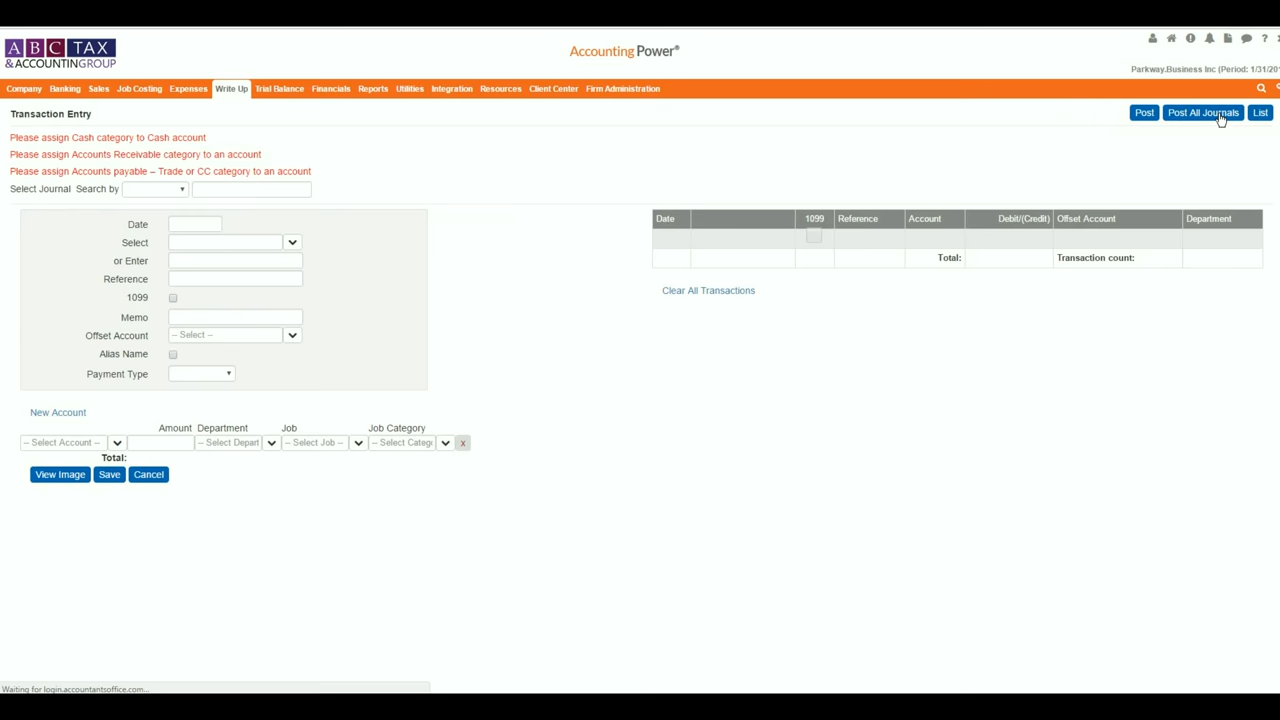 ABC TAX
& ACCOUNTINGGROUP
Accounting Power®
Parkway.Business Inc (Period: 1/31/201
Company Banking Sales Job Costing Expenses Write Up Trial Balance Financials Reports Utilities Integration Resources Client Center Firm Administration
Transaction Entry
Post Post All Journals List
Please assign Cash category to Cash account
Please assign Accounts Receivable category to an account
Please assign Accounts payable – Trade or CC category to an account
Select Journal Search by
Date
Select
or Enter
Reference
1099
Memo
Offset Account -- Select --
Alias Name
Payment Type
Date 1099 Reference Account Debit/(Credit) Offset Account Department
Total: Transaction count:
Clear All Transactions
New Account
Amount Department Job Job Category
-- Select Account -- -- Select Depart -- Select Job -- -- Select Catego x
Total:
View Image Save Cancel
Waiting for login.accountantsoffice.com...